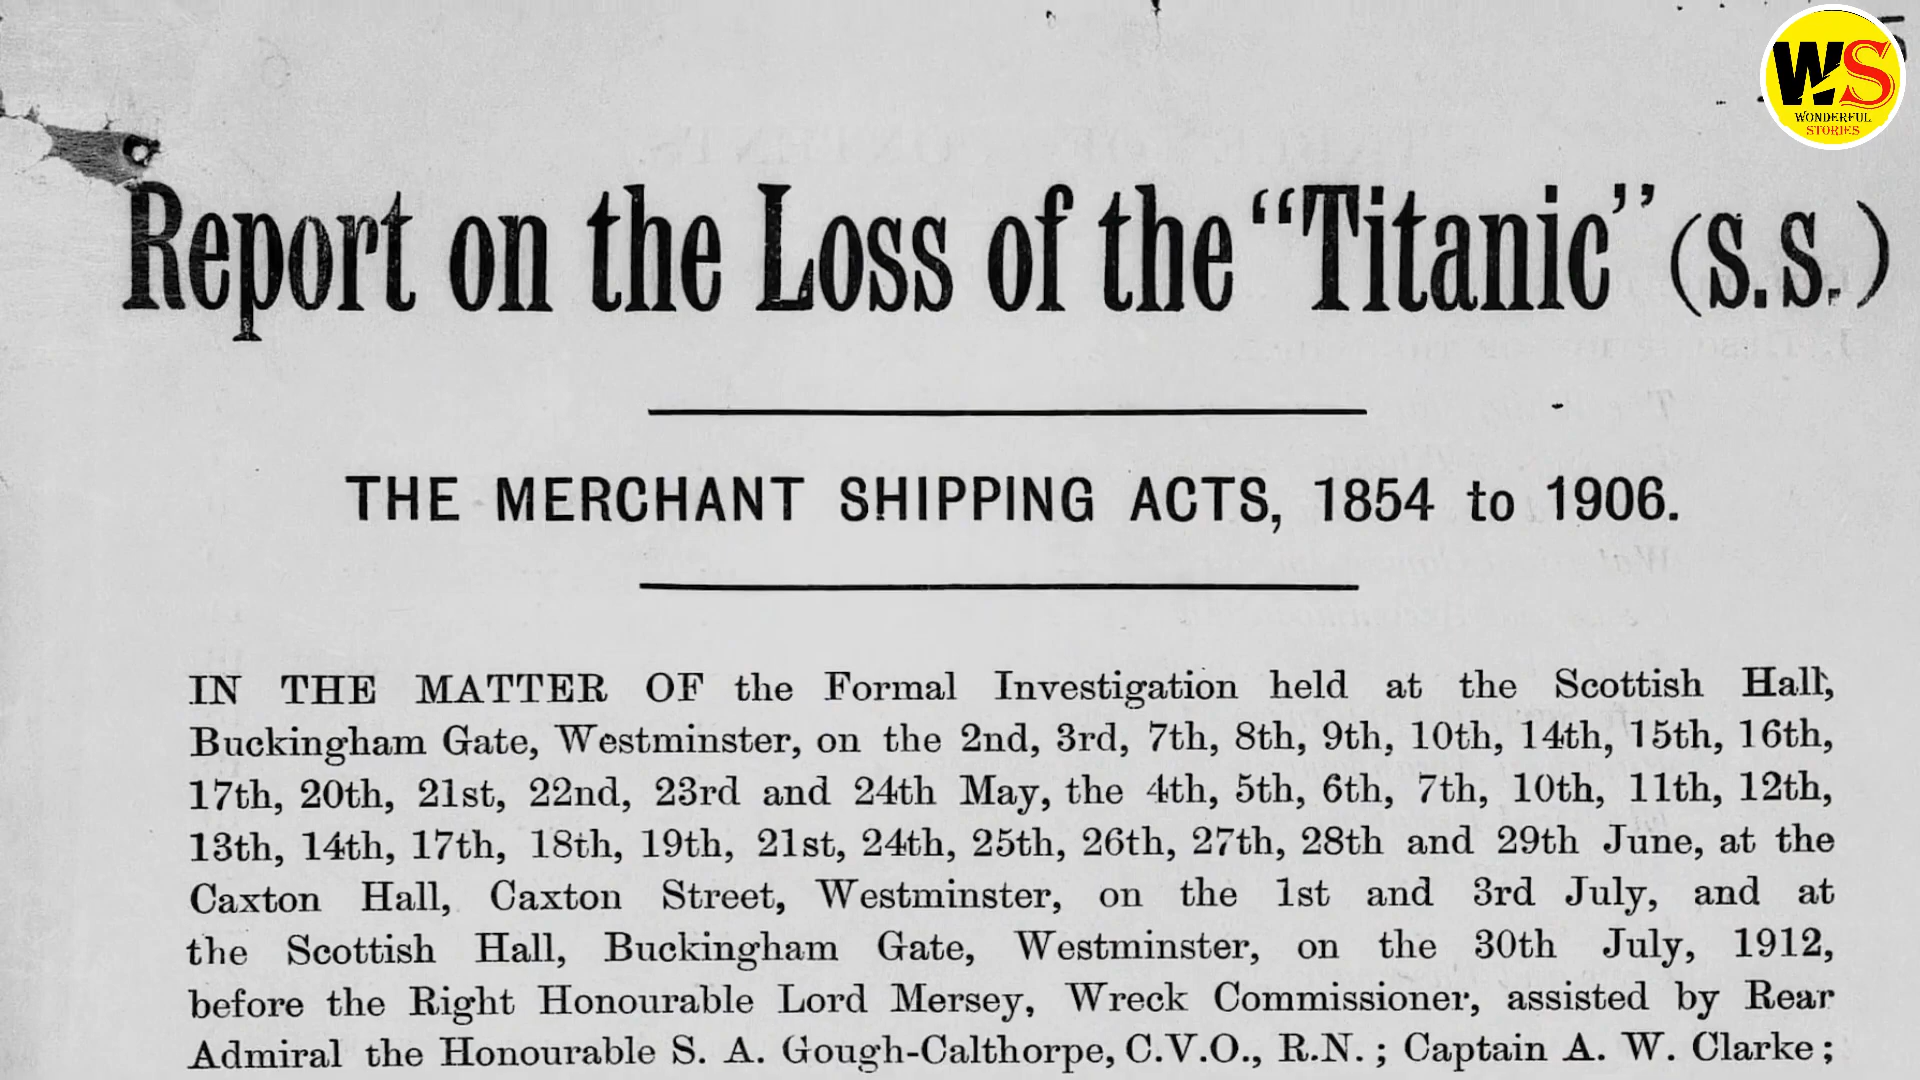 WS
WONDERFUL
STORIES
Report on the Loss of the “Titanic” (s.s.)
THE MERCHANT SHIPPING ACTS, 1854 to 1906.
IN THE MATTER OF the Formal Investigation held at the Scottish Hall,
Buckingham Gate, Westminster, on the 2nd, 3rd, 7th, 8th, 9th, 10th, 14th, 15th, 16th,
17th, 20th, 21st, 22nd, 23rd and 24th May, the 4th, 5th, 6th, 7th, 10th, 11th, 12th,
13th, 14th, 17th, 18th, 19th, 21st, 24th, 25th, 26th, 27th, 28th and 29th June, at the
Caxton Hall, Caxton Street, Westminster, on the 1st and 3rd July, and at
the Scottish Hall, Buckingham Gate, Westminster, on the 30th July, 1912,
before the Right Honourable Lord Mersey, Wreck Commissioner, assisted by Rear
Admiral the Honourable S. A. Gough-Calthorpe, C.V.O., R.N. ; Captain A. W. Clarke ;